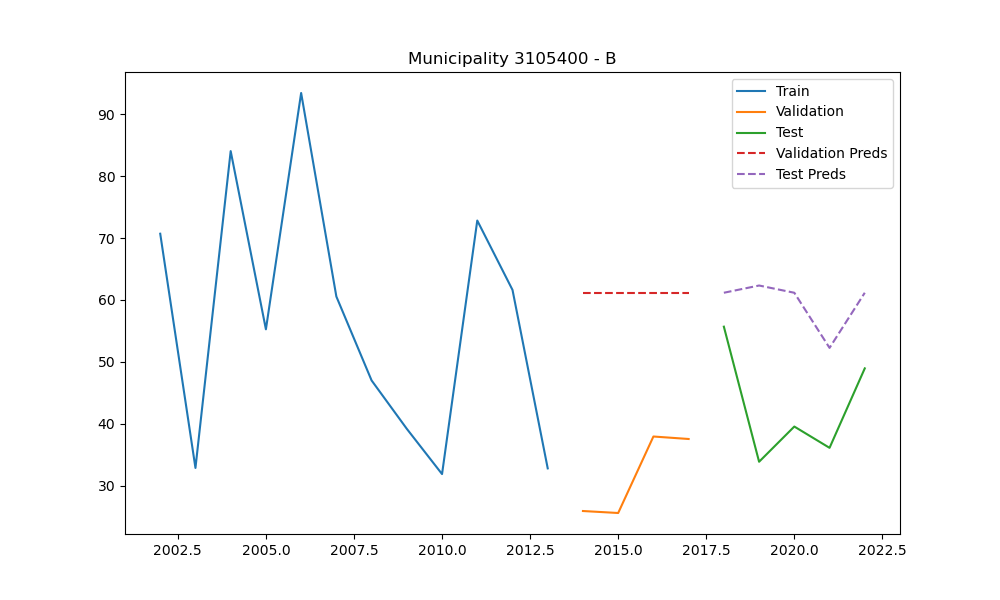 Municipality 3105400 - B
Train
Validation
Test
Validation Preds
Test Preds
90
80
70
60
50
40
30
2002.5 2005.0 2007.5 2010.0 2012.5 2015.0 2017.5 2020.0 2022.5